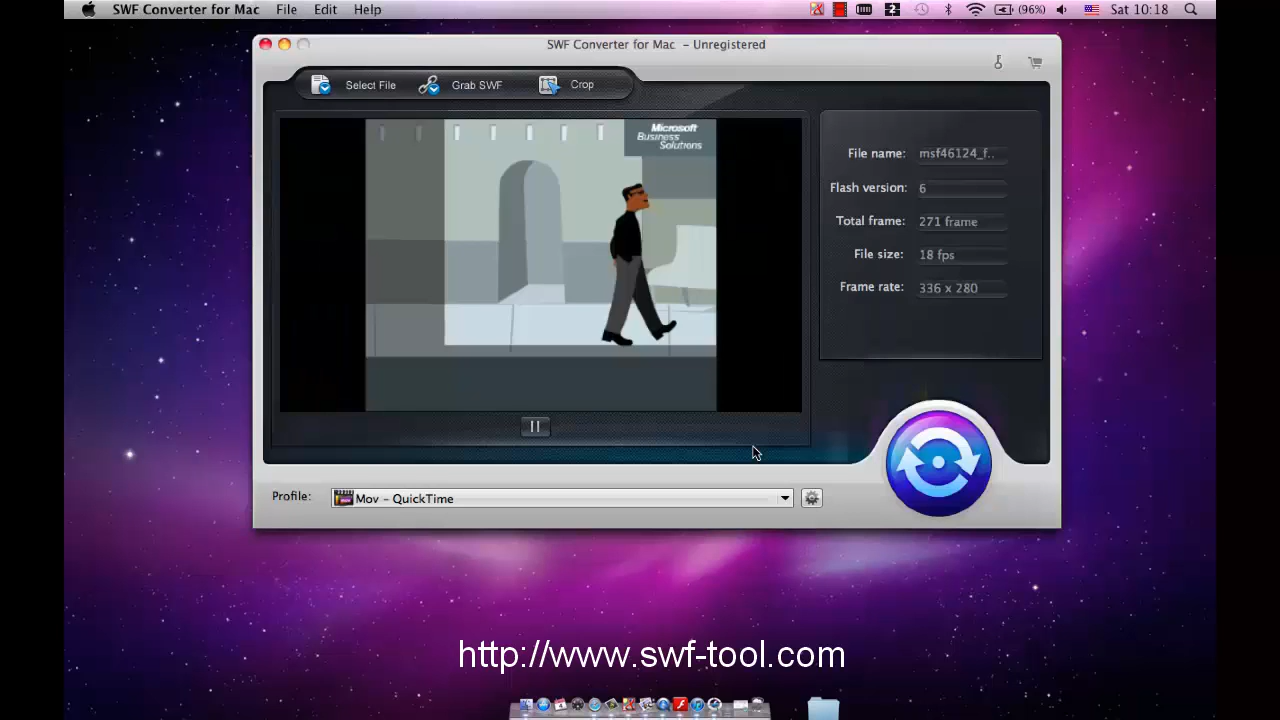 SWF Converter for Mac File Edit Help 2 (96%) Sat 10:18
SWF Converter for Mac - Unregistered
Select File Grab SWF Crop
Microsoft
Business
Solutions
File name: msf46124_f..
Flash version: 6
Total frame: 271 frame
File size: 18 fps
Frame rate: 336 x 280
Profile: Mov - QuickTime
http://www.swf-tool.com